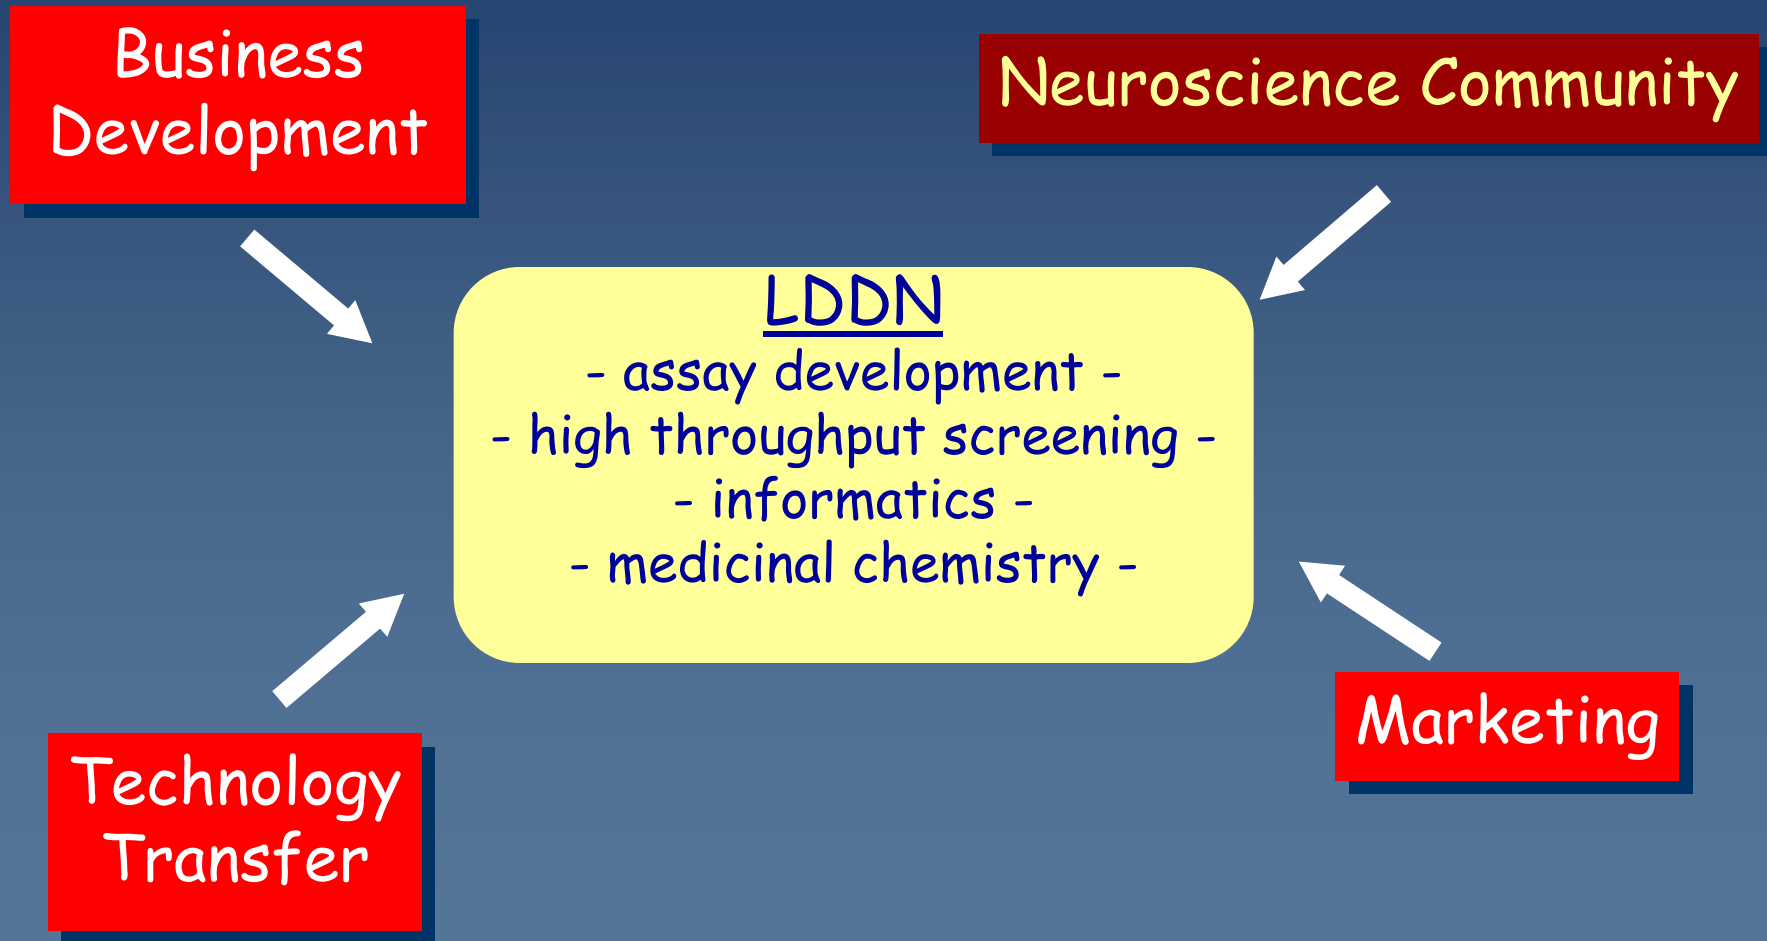 Business
Development
Neuroscience Community
LDDN
- assay development -
- high throughput screening -
- informatics -
- medicinal chemistry -
Technology
Transfer
Marketing